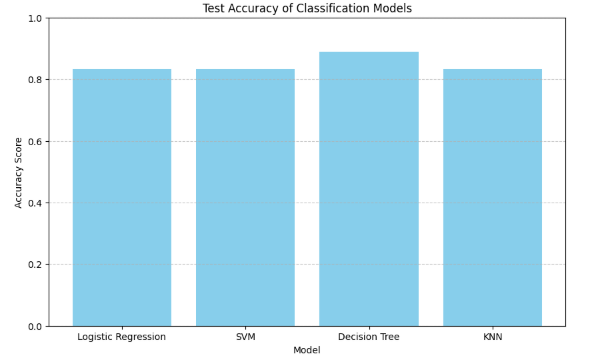 Test Accuracy of Classification Models
Accuracy Score
1.0
0.8
0.6
0.4
0.2
0.0
Logistic Regression
SVM
Decision Tree
KNN
Model